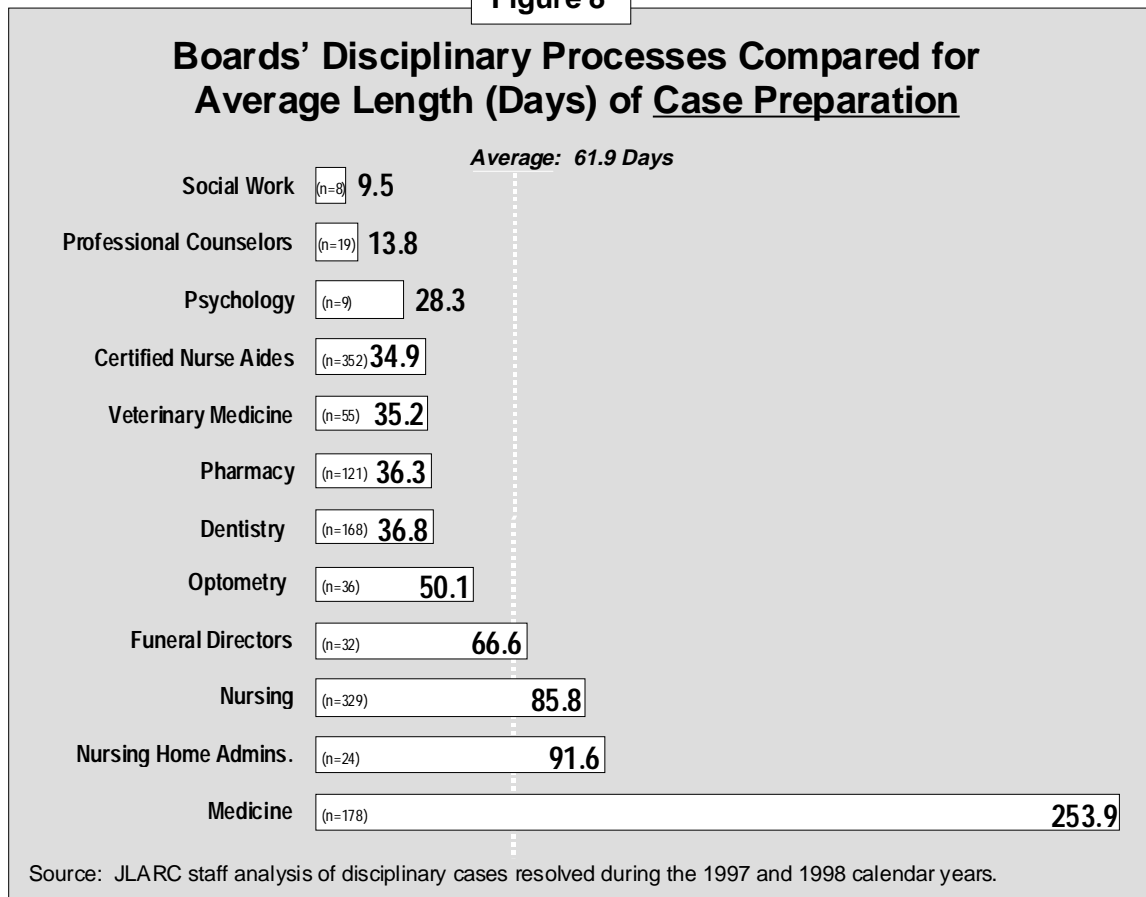 Figure 8
Boards' Disciplinary Processes Compared for
Average Length (Days) of Case Preparation
Average: 61.9 Days
Social Work (n=8) 9.5
Professional Counselors (n=19) 13.8
Psychology (n=9) 28.3
Certified Nurse Aides (n=352) 34.9
Veterinary Medicine (n=55) 35.2
Pharmacy (n=121) 36.3
Dentistry (n=168) 36.8
Optometry (n=36) 50.1
Funeral Directors (n=32) 66.6
Nursing (n=329) 85.8
Nursing Home Admins. (n=24) 91.6
Medicine (n=178) 253.9
Source: JLARC staff analysis of disciplinary cases resolved during the 1997 and 1998 calendar years.